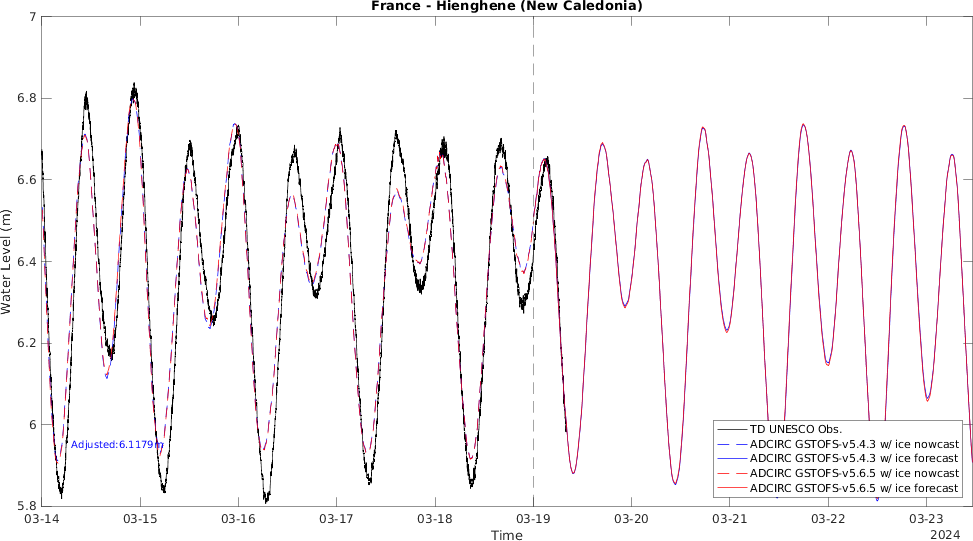 France - Hienghene (New Caledonia)
7
6.8
6.6
6.4
6.2
6
5.8
Water Level (m)
Adjusted:6.1179m
TD UNESCO Obs.
ADCIRC GSTOFS-v5.4.3 w/ ice nowcast
ADCIRC GSTOFS-v5.4.3 w/ ice forecast
ADCIRC GSTOFS-v5.6.5 w/ ice nowcast
ADCIRC GSTOFS-v5.6.5 w/ ice forecast
03-14 03-15 03-16 03-17 03-18 03-19 03-20 03-21 03-22 03-23
Time
2024